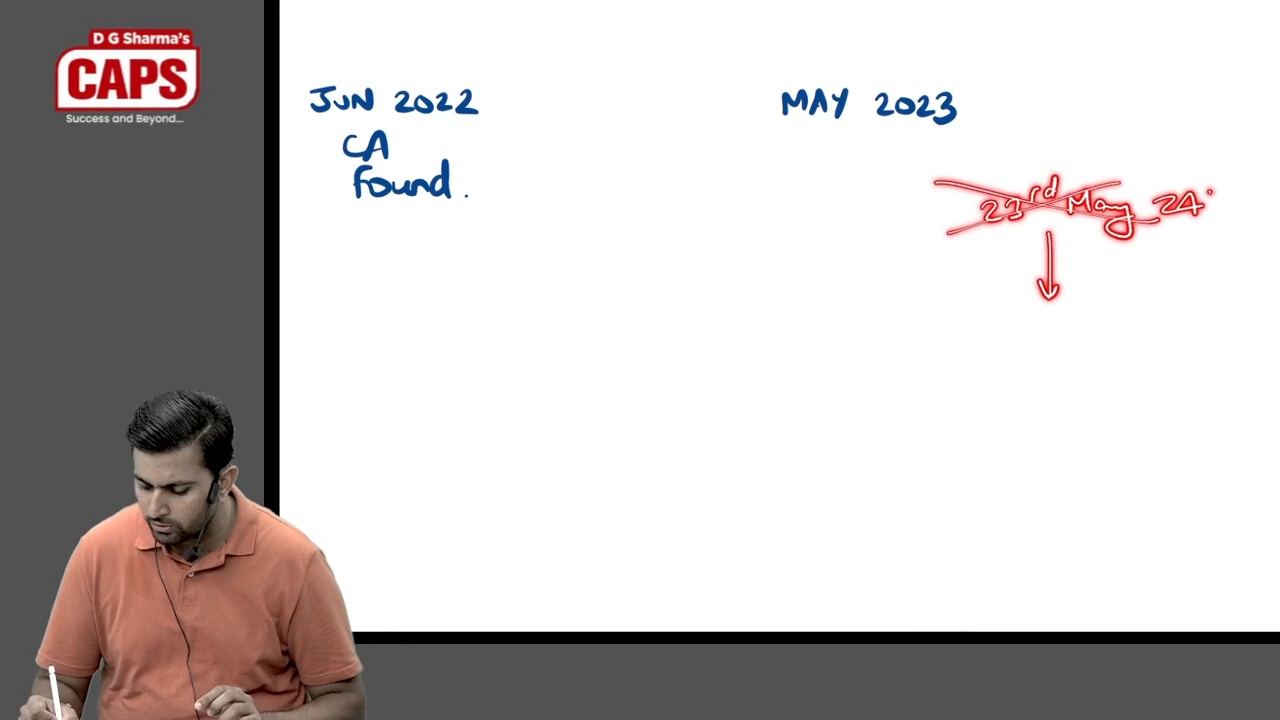 D G Sharma's
CAPS
Success and Beyond...
JUN 2022
CA
Found.
MAY 2023
23rd May 24